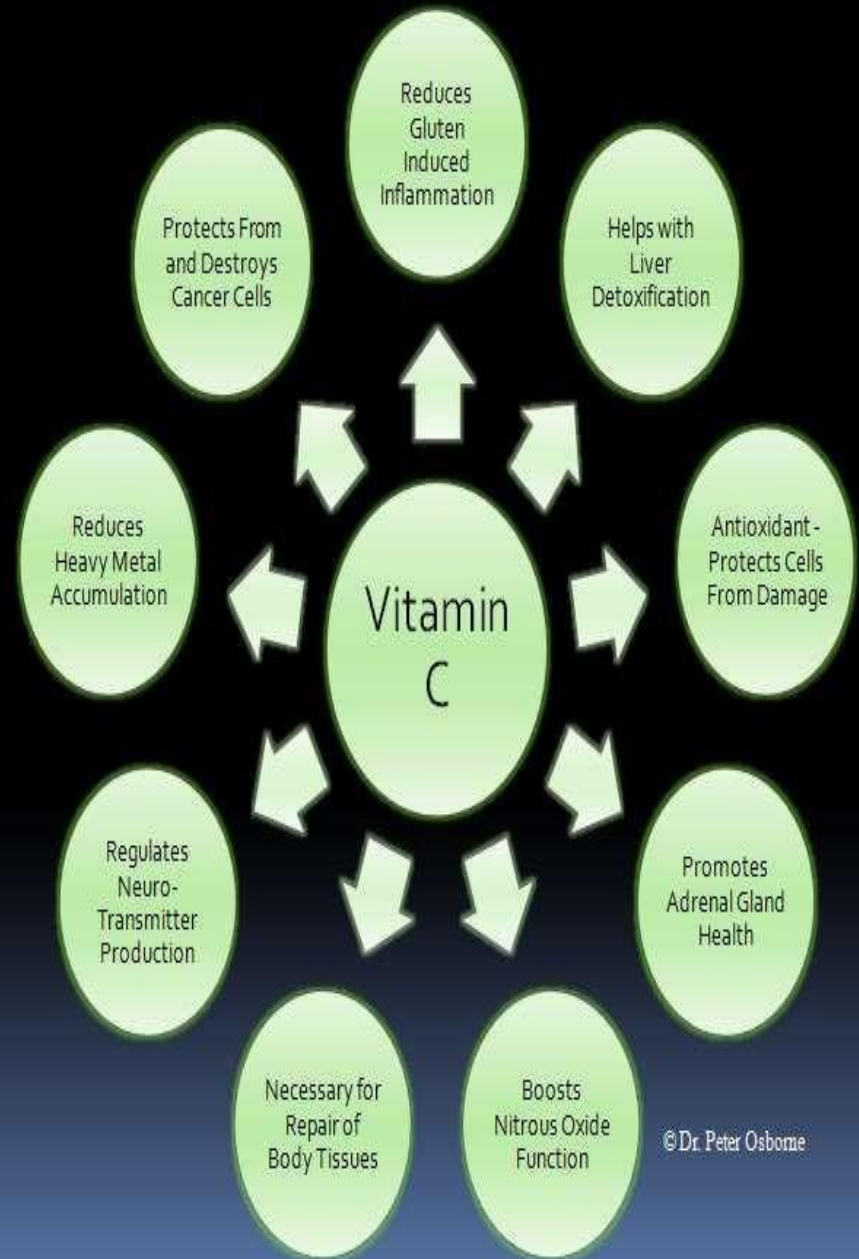 Reduces
Gluten
Induced
Inflammation
Helps with
Liver
Detoxification
Antioxidant -
Protects Cells
From Damage
Promotes
Adrenal Gland
Health
Boosts
Nitrous Oxide
Function
Necessary for
Repair of
Body Tissues
Regulates
Neuro-
Transmitter
Production
Reduces
Heavy Metal
Accumulation
Protects From
and Destroys
Cancer Cells
Vitamin
C
©Dr. Peter Osborne